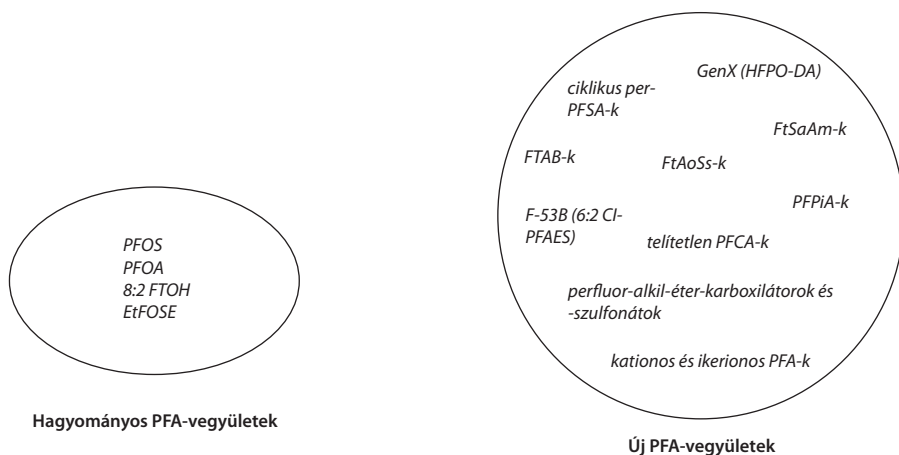 PFOS
PFOA
8:2 FTOH
EtFOSE
Hagyományos PFA-vegyületek
GenX (HFPO-DA)
ciklikus per-
PFSA-k
FtSaAm-k
FTAB-k
FtAoSs-k
PFPiA-k
F-53B (6:2 CI-
PFAES)
telítetlen PFCA-k
perfluor-alkil-éter-karboxilátorok és
-szulfonátok
kationos és ikerionos PFA-k
Új PFA-vegyületek